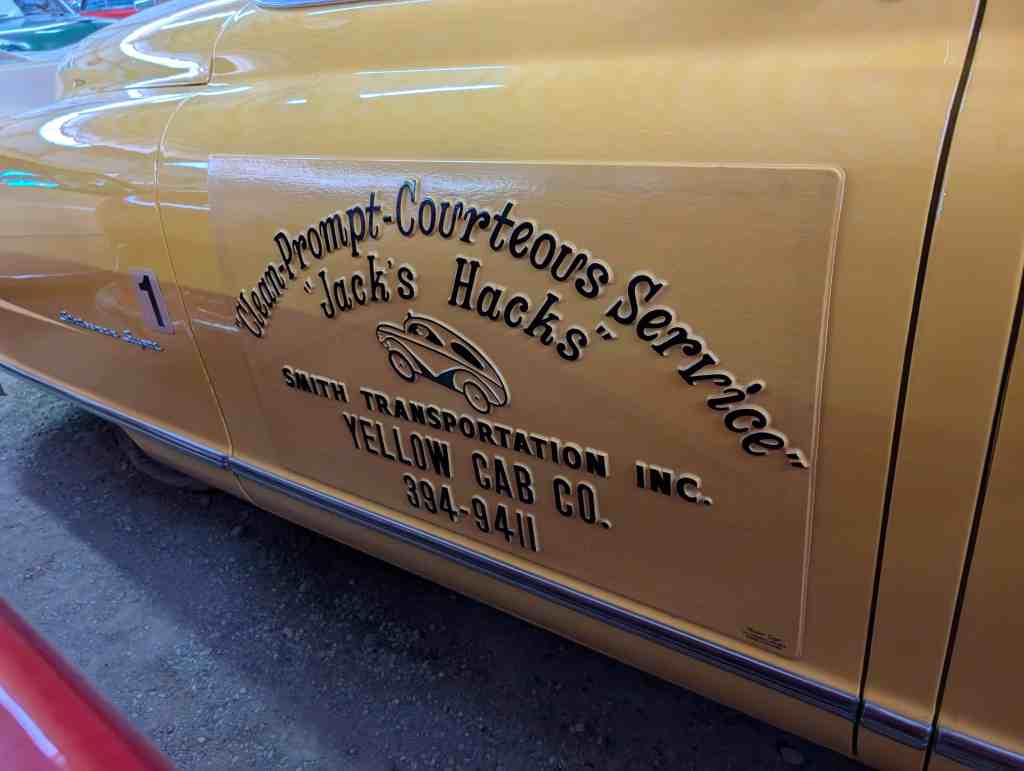 "Clean-Prompt-Courteous Service"
"Jack's Hacks"
1
SMITH TRANSPORTATION INC.
YELLOW CAB CO.
394-9411